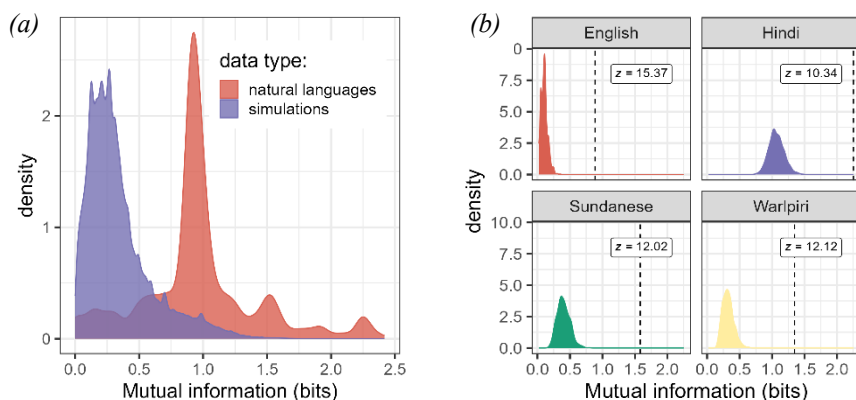 (a)
data type:
natural languages
simulations
density
2
1
0
0.0 0.5 1.0 1.5 2.0 2.5
Mutual information (bits)
(b)
English Hindi
0
7.5
5.0
2.5
0.0
z = 15.37 z = 10.34
Sundanese Warlpiri
10.0
7.5
5.0
2.5
0.0
z = 12.02 z = 12.12
density
0.0 0.5 1.0 1.5 2.0 0.0 0.5 1.0 1.5 2.0
Mutual information (bits)